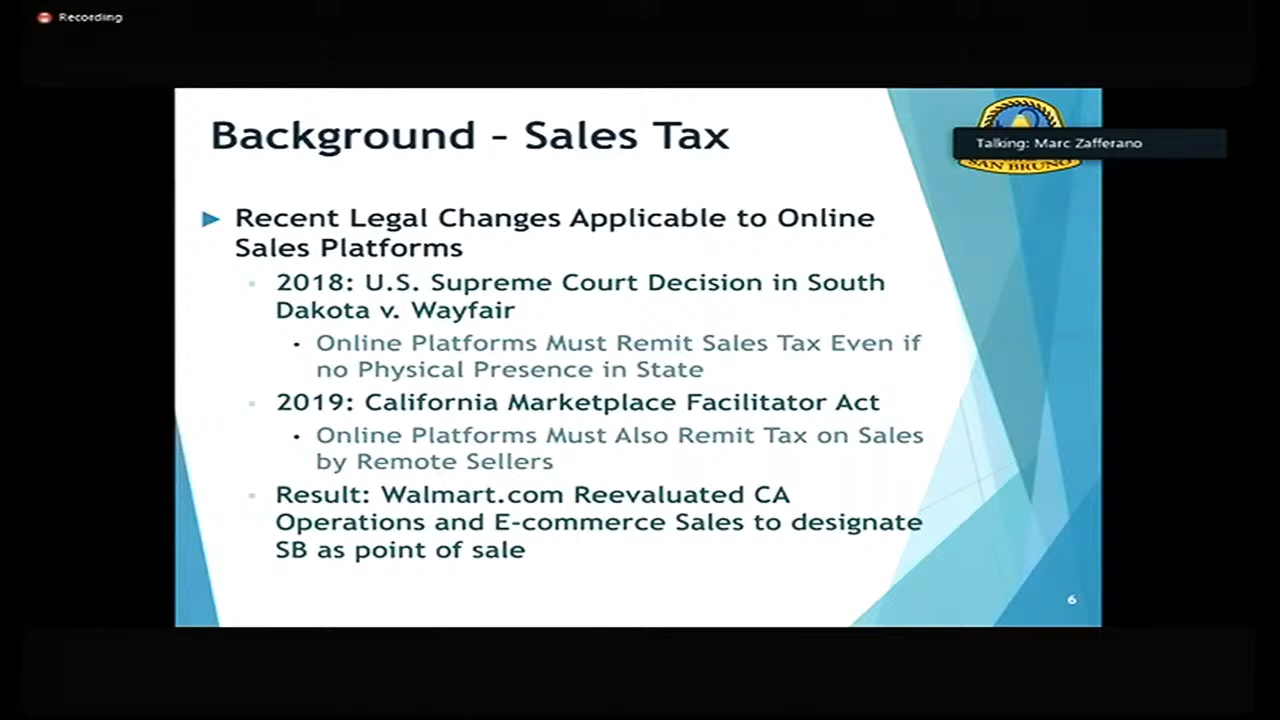 Recording
Background - Sales Tax
Talking: Marc Zafferano
SAN BRUNO
Recent Legal Changes Applicable to Online
Sales Platforms
2018: U.S. Supreme Court Decision in South
Dakota v. Wayfair
Online Platforms Must Remit Sales Tax Even if
no Physical Presence in State
2019: California Marketplace Facilitator Act
Online Platforms Must Also Remit Tax on Sales
by Remote Sellers
Result: Walmart.com Reevaluated CA
Operations and E-commerce Sales to designate
SB as point of sale
6